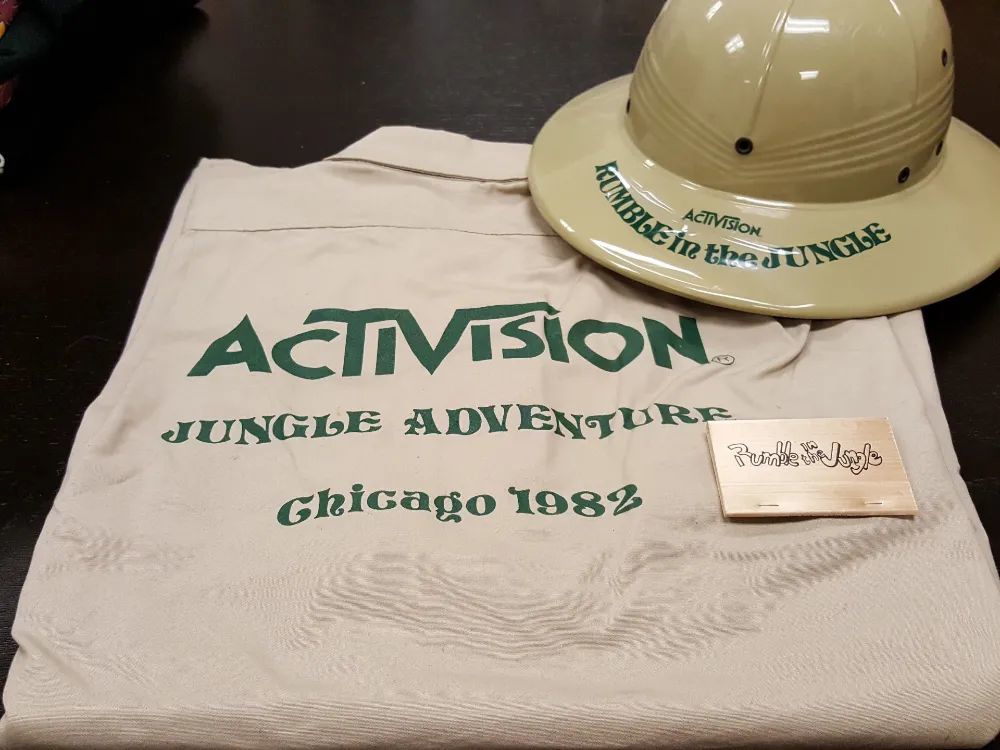 ACTIVISION
RUMBLE in the JUNGLE
ACTIVISION ®
JUNGLE ADVENTURE
Chicago 1982
Rumble in the Jungle